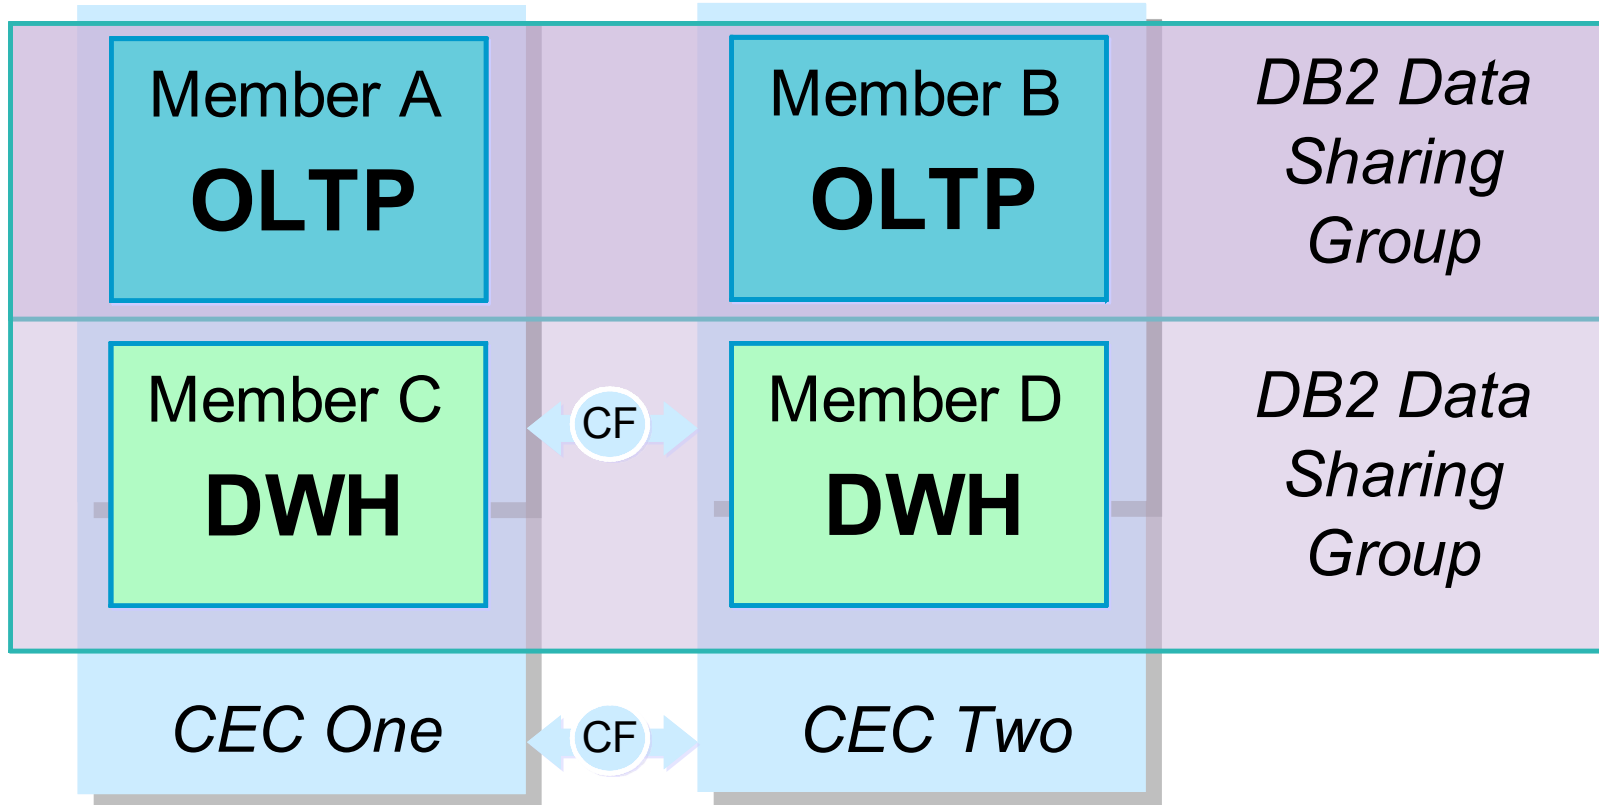 Member A
OLTP
Member B
OLTP
DB2 Data
Sharing
Group
Member C
DWH
CF
Member D
DWH
DB2 Data
Sharing
Group
CEC One
CF
CEC Two